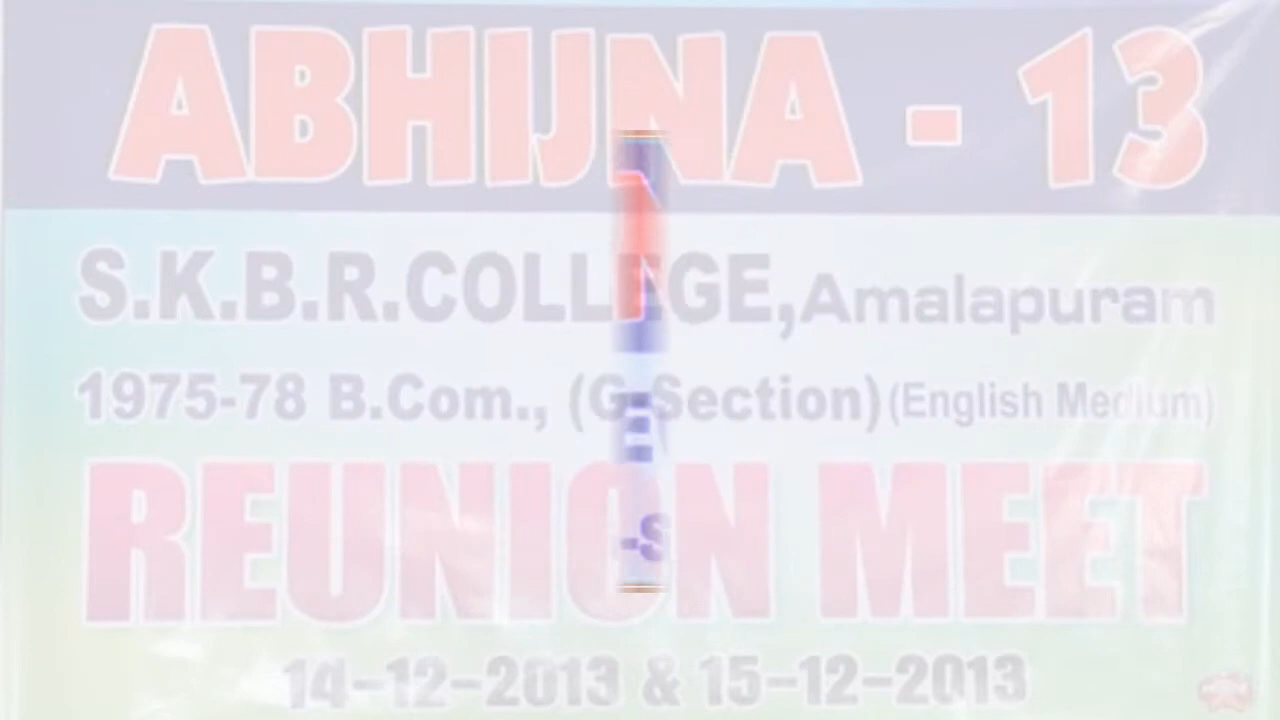 ABHIJNA - 13
S.K.B.R.COLLEGE,Amalapuram
1975-78 B.Com., (G-Section) (English Medium)
REUNION MEET
14-12-2013 & 15-12-2013